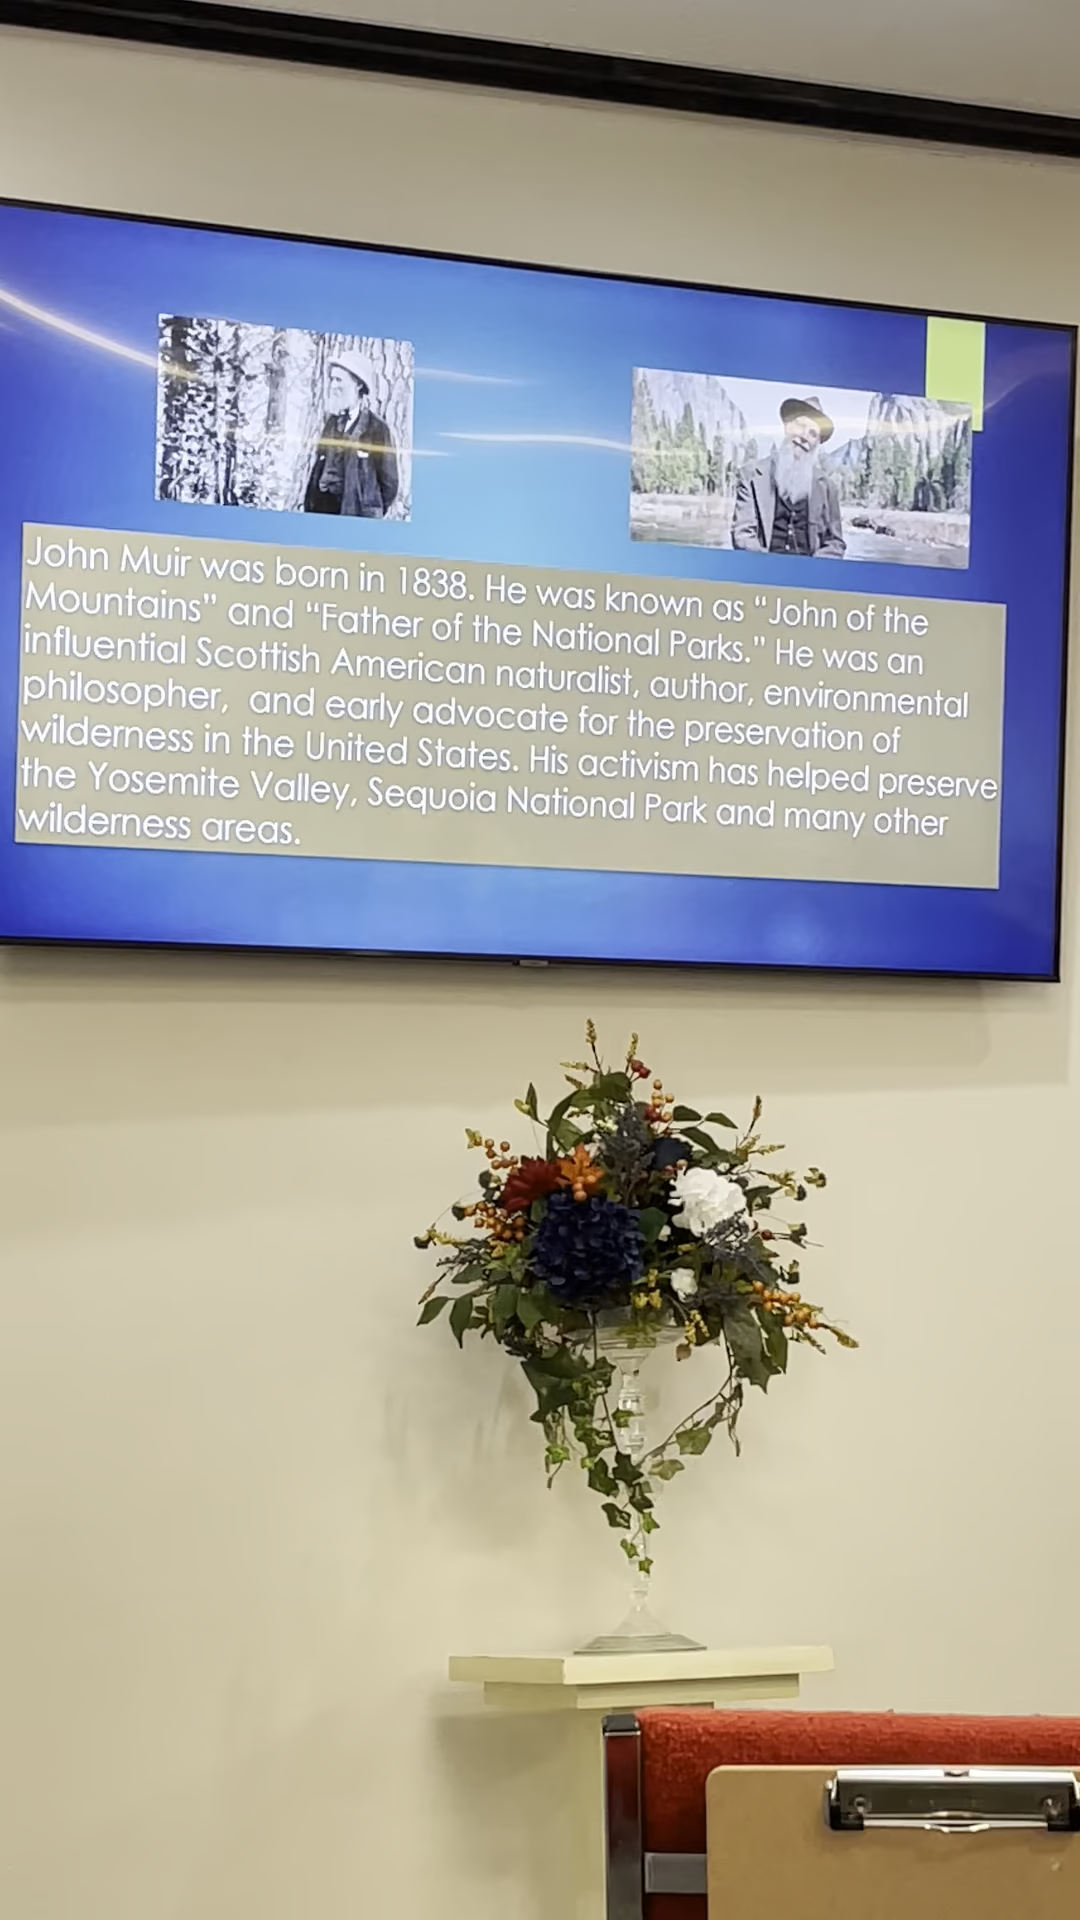 John Muir was born in 1838. He was known as “John of the
Mountains” and “Father of the National Parks.” He was an
influential Scottish American naturalist, author, environmental
philosopher,  and early advocate for the preservation of
wilderness in the United States. His activism has helped preserve
the Yosemite Valley, Sequoia National Park and many other
wilderness areas.